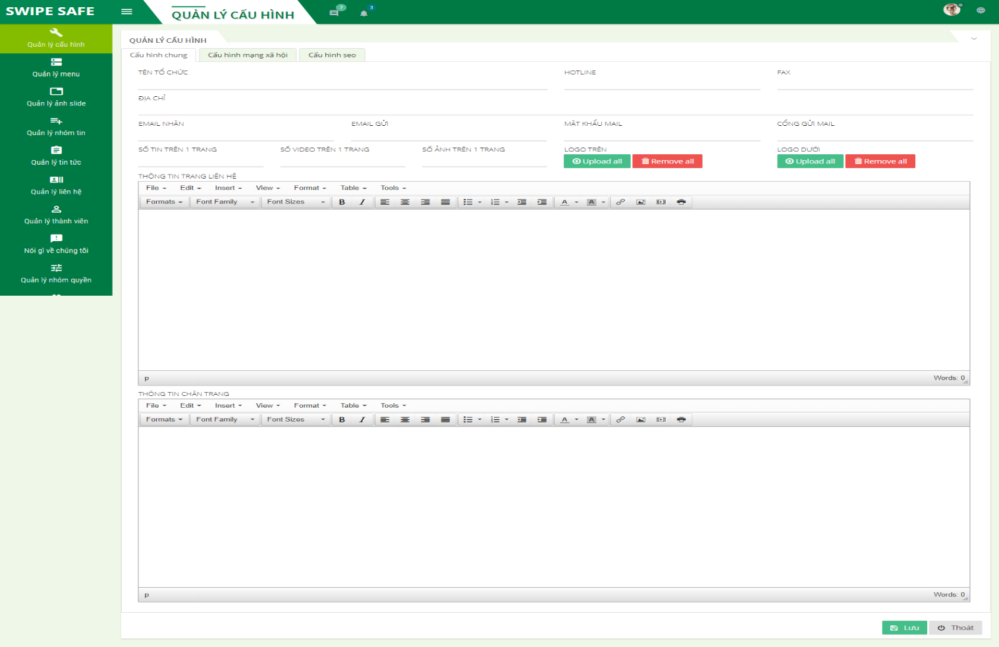 SWIPE SAFE
QUẢN LÝ CẤU HÌNH
7
3
Quản lý cấu hình
Quản lý menu
Quản lý ảnh slide
Quản lý nhóm tin
Quản lý tin tức
Quản lý liên hệ
Quản lý thành viên
Nói gì về chúng tôi
Quản lý nhóm quyền
QUẢN LÝ CẤU HÌNH
Cấu hình chung Cấu hình mạng xã hội Cấu hình seo
TÊN TỔ CHỨC HOTLINE FAX
ĐỊA CHỈ
EMAIL NHẬN EMAIL GỬI MẬT KHẨU MAIL CỔNG GỬI MAIL
SỐ TIN TRÊN 1 TRANG SỐ VIDEO TRÊN 1 TRANG SỐ ẢNH TRÊN 1 TRANG LOGO TRÊN LOGO DƯỚI
Upload all Remove all Upload all Remove all
THÔNG TIN TRANG LIÊN HỆ
File Edit Insert View Format Table Tools
Formats Font Family Font Sizes B I A A
p Words: 0
THÔNG TIN CHÂN TRANG
File Edit Insert View Format Table Tools
Formats Font Family Font Sizes B I A A
p Words: 0
Lưu Thoát